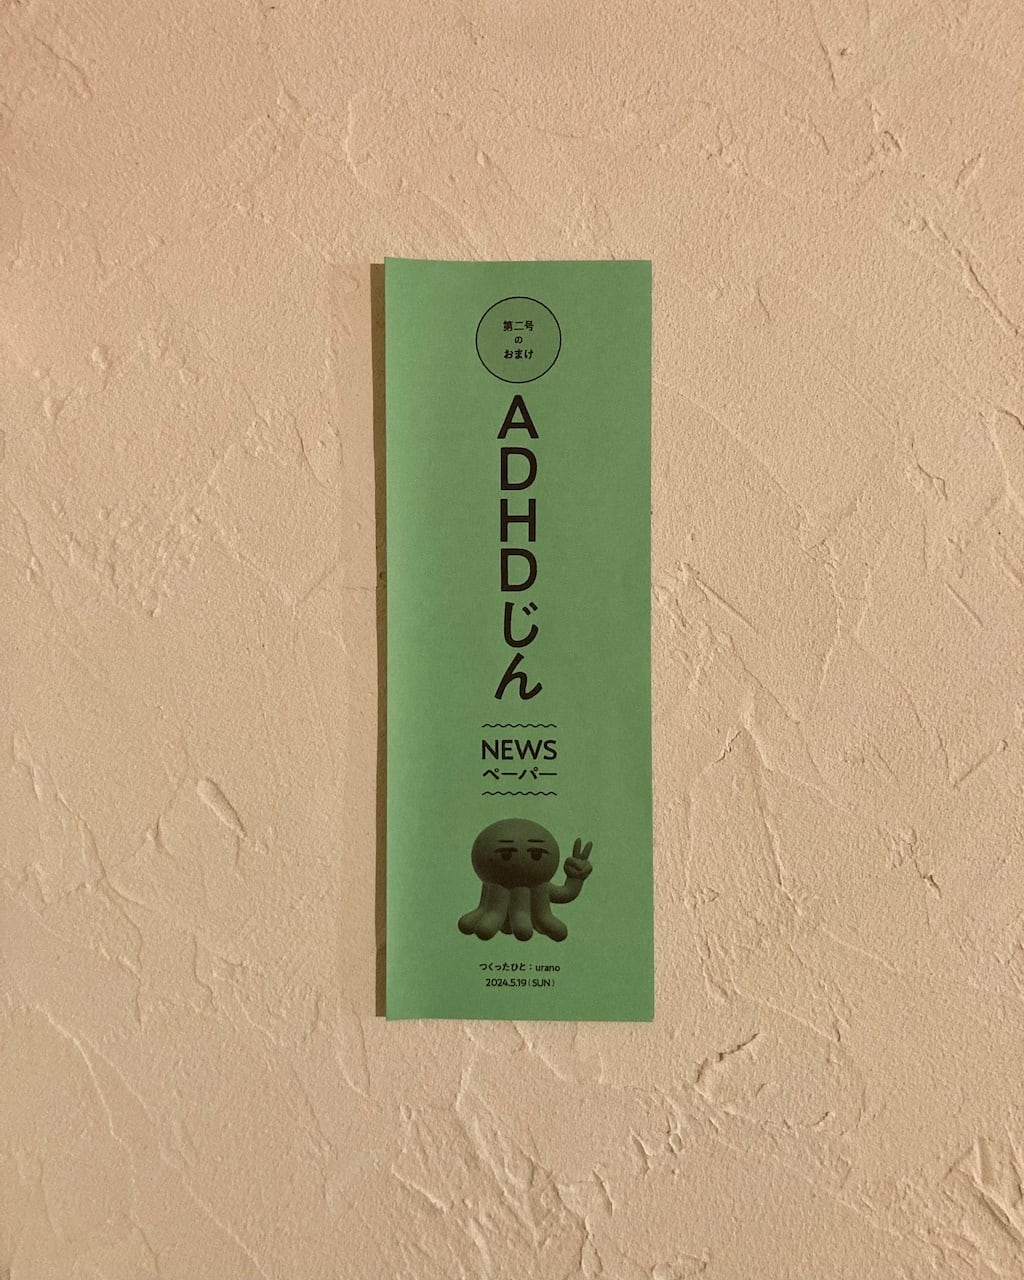 第二号
の
おまけ
ADHDじん
NEWS
ペーパー
つくったひと：urano
2024.5.19（SUN）